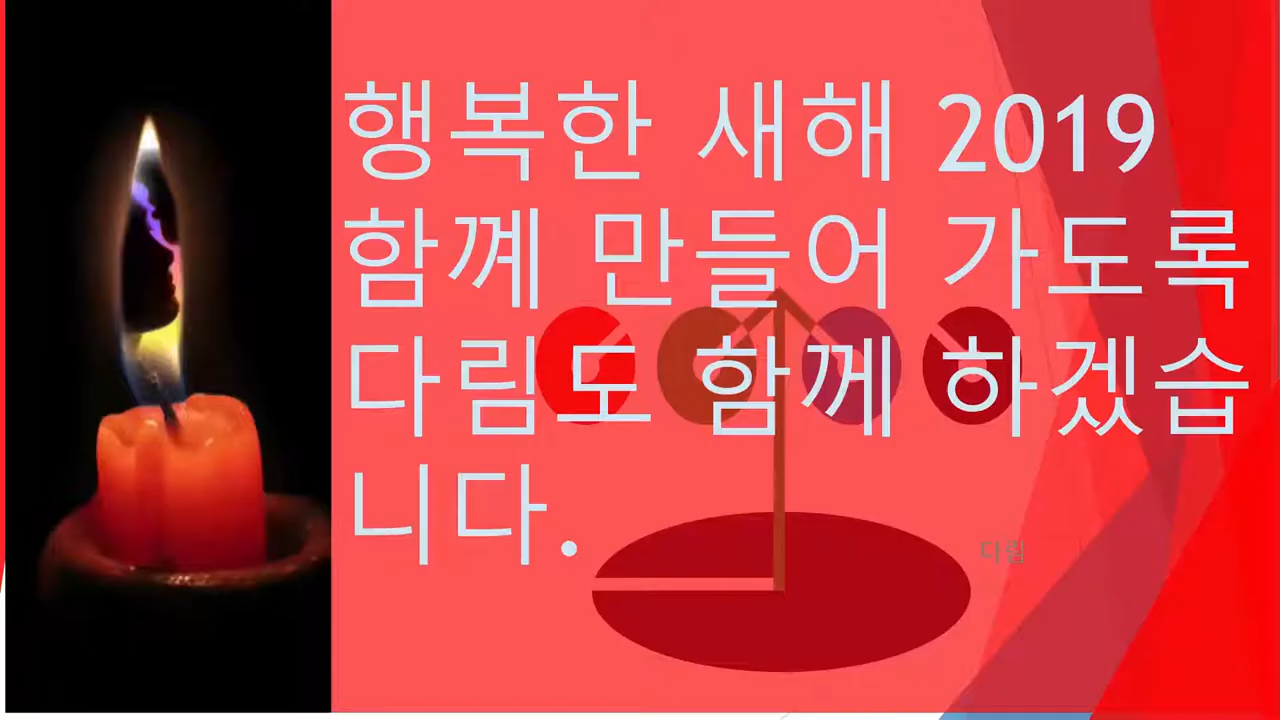 행복한 새해 2019
함꼐 만들어 가도록
다림도 함께 하겠습
니다.
다림